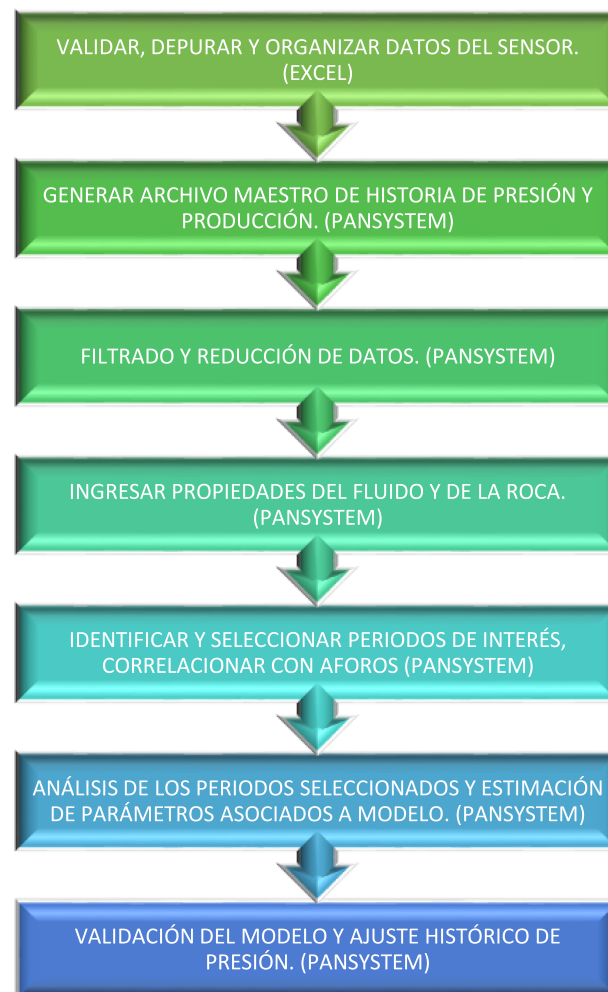 VALIDAR, DEPURAR Y ORGANIZAR DATOS DEL SENSOR.
(EXCEL)
GENERAR ARCHIVO MAESTRO DE HISTORIA DE PRESIÓN Y
PRODUCCIÓN. (PANSYSTEM)
FILTRADO Y REDUCCIÓN DE DATOS. (PANSYSTEM)
INGRESAR PROPIEDADES DEL FLUIDO Y DE LA ROCA.
(PANSYSTEM)
IDENTIFICAR Y SELECCIONAR PERIODOS DE INTERÉS,
CORRELACIONAR CON AFOROS (PANSYSTEM)
ANÁLISIS DE LOS PERIODOS SELECCIONADOS Y ESTIMACIÓN
DE PARÁMETROS ASOCIADOS A MODELO. (PANSYSTEM)
VALIDACIÓN DEL MODELO Y AJUSTE HISTÓRICO DE
PRESIÓN. (PANSYSTEM)